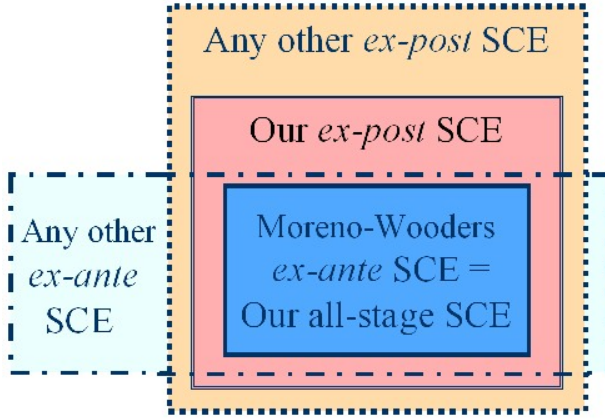 Any other ex-post SCE
Our ex-post SCE
Any other
ex-ante
SCE
Moreno-Wooders
ex-ante SCE =
Our all-stage SCE